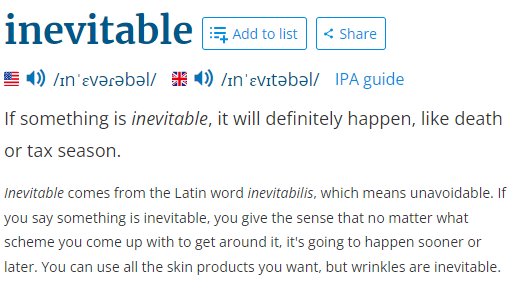 inevitable Add to list Share
/ɪnˈɛvəɾəbəl/ /ɪnˈɛvɪtəbəl/ IPA guide
If something is inevitable, it will definitely happen, like death
or tax season.
Inevitable comes from the Latin word inevitabilis, which means unavoidable. If
you say something is inevitable, you give the sense that no matter what
scheme you come up with to get around it, it's going to happen sooner or
later. You can use all the skin products you want, but wrinkles are inevitable.